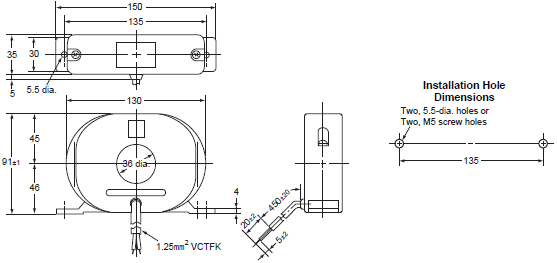 150
135
35
30
5
5.5 dia.
130
Installation Hole
Dimensions
Two, 5.5-dia. holes or
Two, M5 screw holes
135
91±1
45
46
36 dia.
4
1.25mm² VCTFK
450±20
20±2
5±2